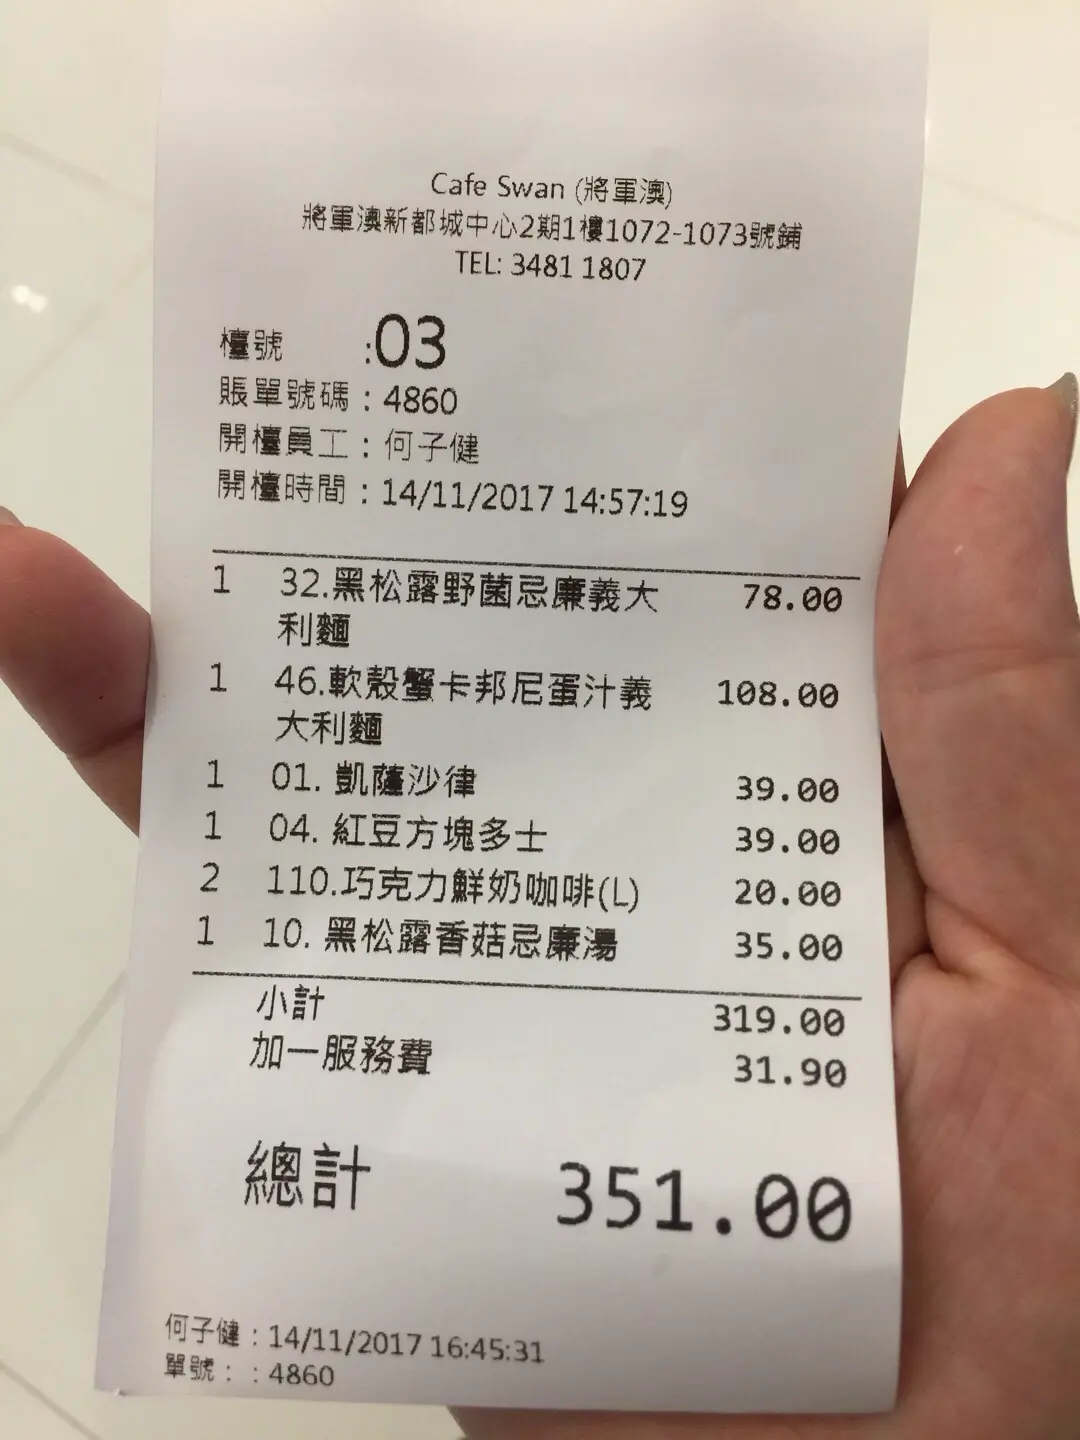 Cafe Swan (將軍澳)
將軍澳新都城中心2期1樓1072-1073號鋪
TEL: 3481 1807
檯號 :03
賬單號碼 : 4860
開檯員工 : 何子健
開檯時間 : 14/11/2017 14:57:19
1 32.黑松露野菌忌廉義大 78.00
利麵
1 46.軟殼蟹卡邦尼蛋汁義 108.00
大利麵
1 01. 凱薩沙律 39.00
1 04. 紅豆方塊多士 39.00
2 110.巧克力鮮奶咖啡(L) 20.00
1 10. 黑松露香菇忌廉湯 35.00
小計 319.00
加一服務費 31.90
總計 351.00
何子健 : 14/11/2017 16:45:31
單號: : 4860